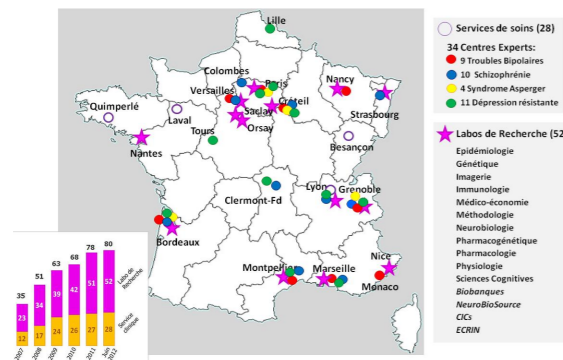 Lille
Colombes
Paris
Nancy
Versailles
Créteil
Strasbourg
Quimperlé
Laval
Saclay
Orsay
Nantes
Tours
Besançon
Lyon
Grenoble
Clermont-Fd
Bordeaux
Montpellier
Marseille
Nice
Monaco
Services de soins (28)
34 Centres Experts:
9 Troubles Bipolaires
10 Schizophrénie
4 Syndrome Asperger
11 Dépression résistante
Labos de Recherche (52
Epidémiologie
Génétique
Imagerie
Immunologie
Médico-économie
Méthodologie
Neurobiologie
Pharmacogénétique
Pharmacologie
Physiologie
Sciences Cognitives
Biobanques
NeuroBioSource
CICs
ECRIN
35 51 63 68 78 80
23 34 39 42 51 52
12 17 24 26 27 28
Labo de Recherche
Service clinique
2007 2008 2009 2010 2011 Juin 2012